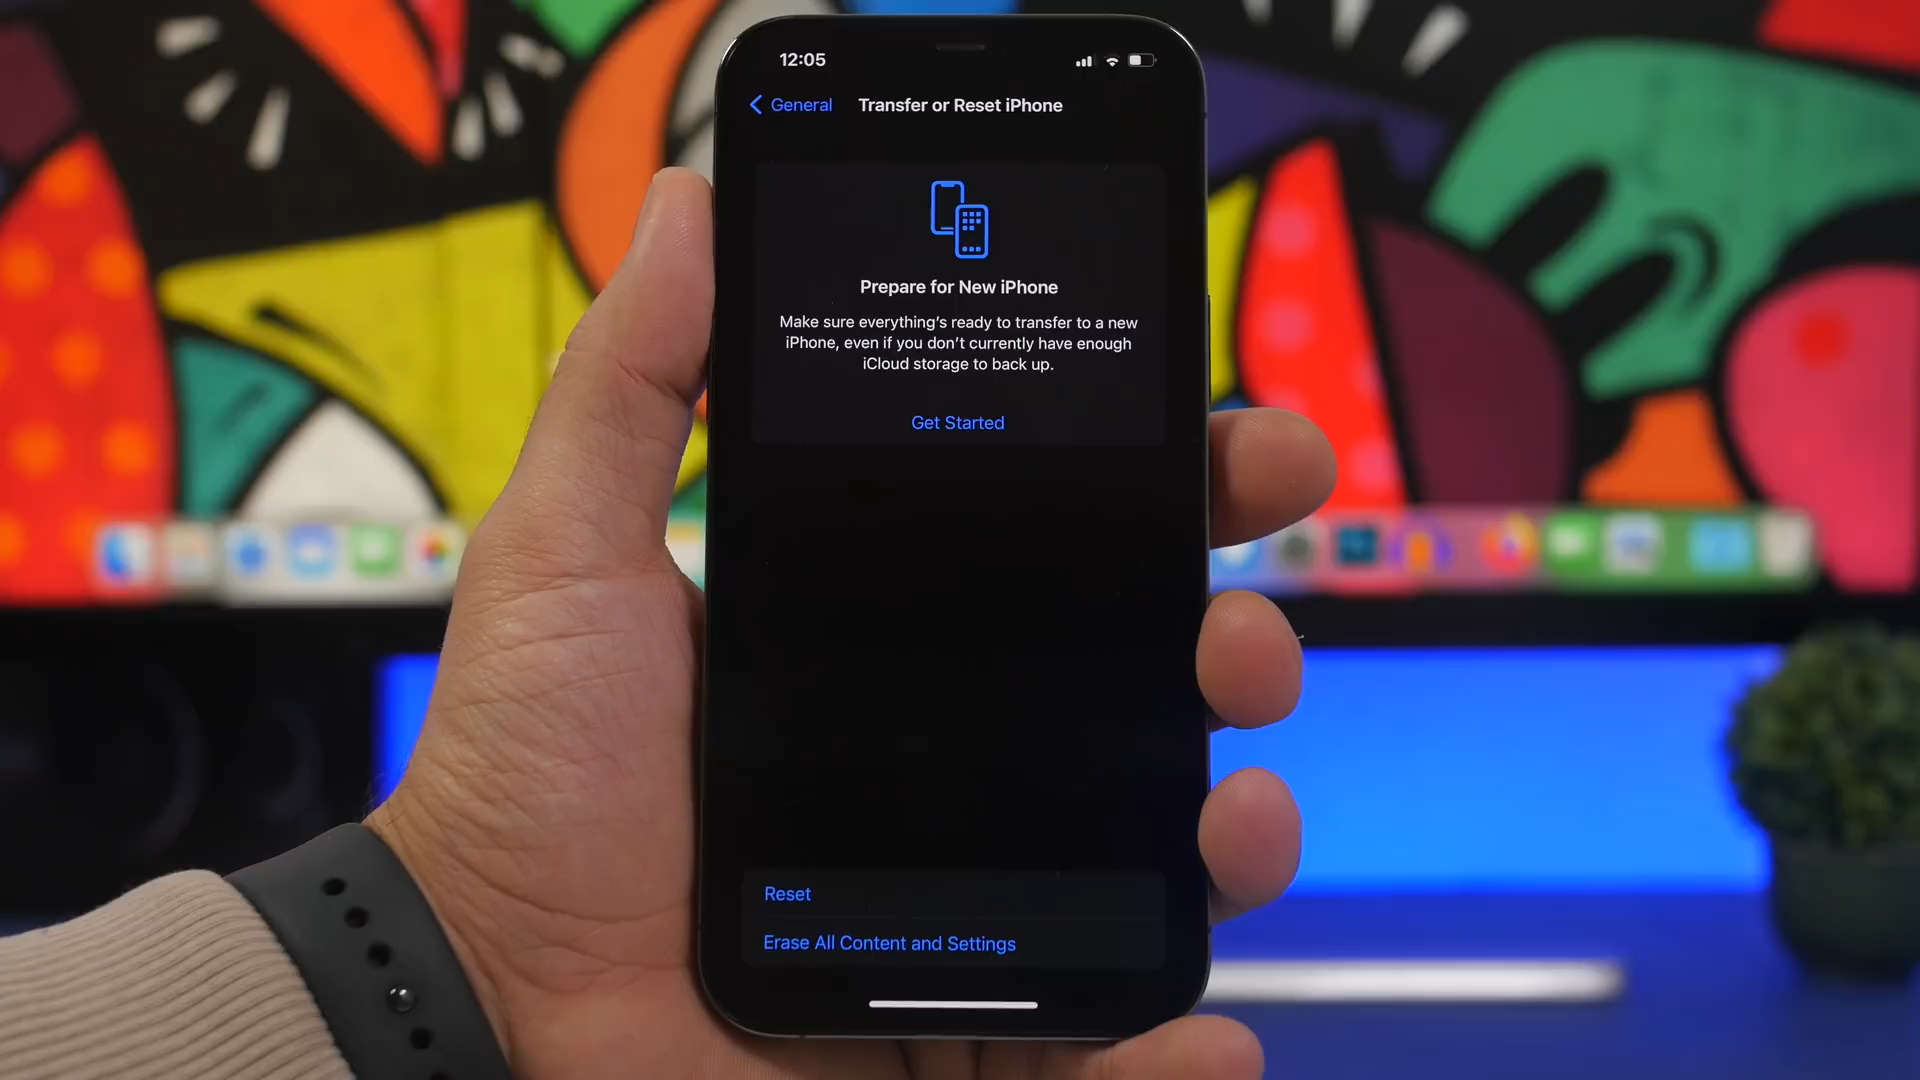 12:05
General
Transfer or Reset iPhone
Prepare for New iPhone
Make sure everything's ready to transfer to a new
iPhone, even if you don't currently have enough
iCloud storage to back up.
Get Started
Reset
Erase All Content and Settings